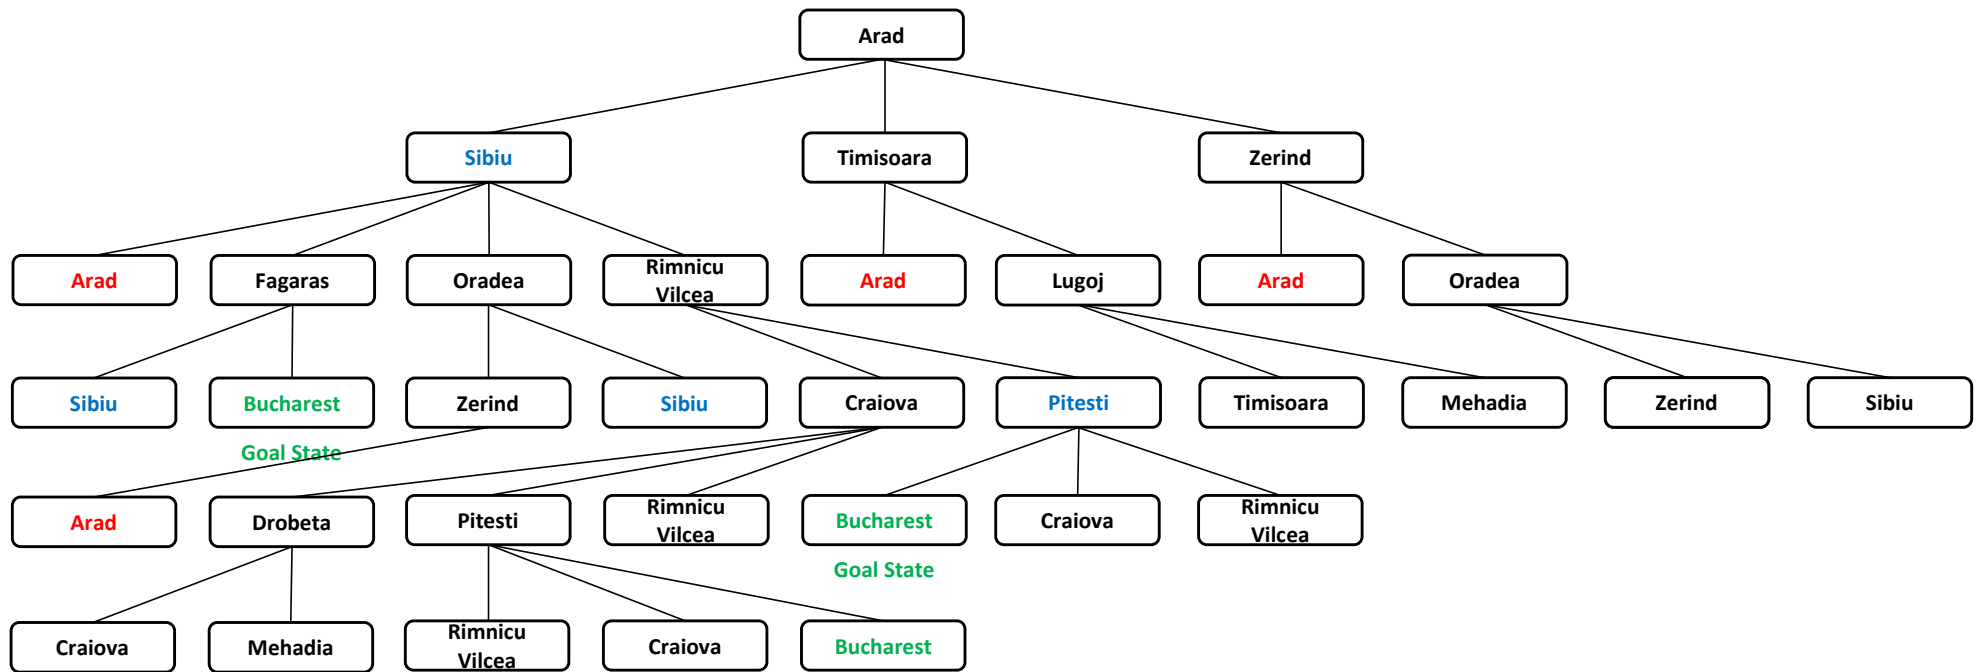 Arad
Sibiu
Timisoara
Zerind
Arad
Fagaras
Oradea
Rimnicu
Vilcea
Arad
Lugoj
Arad
Oradea
Sibiu
Bucharest
Zerind
Sibiu
Craiova
Pitesti
Timisoara
Mehadia
Zerind
Sibiu
Goal State
Arad
Drobeta
Pitesti
Rimnicu
Vilcea
Bucharest
Craiova
Rimnicu
Vilcea
Goal State
Craiova
Mehadia
Rimnicu
Vilcea
Craiova
Bucharest